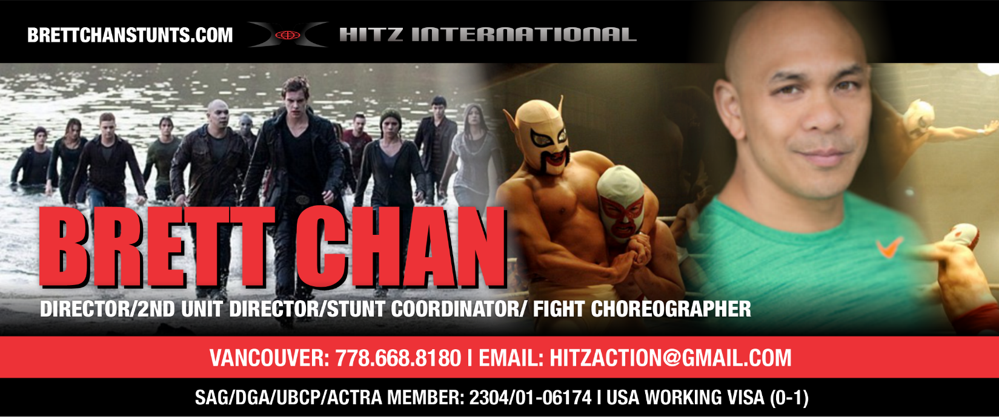 BRETTCHANSTUNTS.COM HITZ INTERNATIONAL
BRETT CHAN
DIRECTOR/2ND UNIT DIRECTOR/STUNT COORDINATOR/ FIGHT CHOREOGRAPHER
VANCOUVER: 778.668.8180 | EMAIL: HITZACTION@GMAIL.COM
SAG/DGA/UBCP/ACTRA MEMBER: 2304/01-06174 | USA WORKING VISA (0-1)